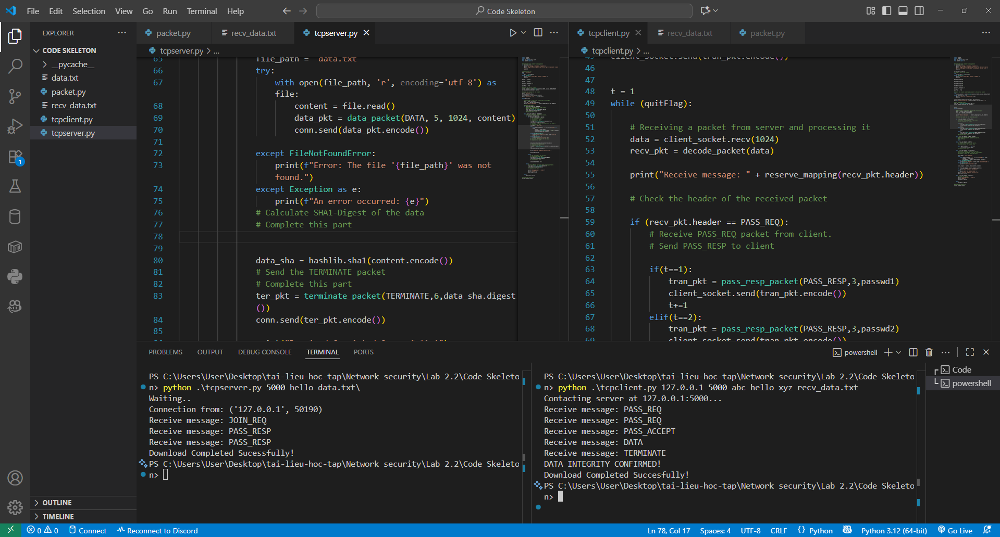 File Edit Selection View Go Run Terminal Help
Code Skeleton
EXPLORER
CODE SKELETON
__pycache__
data.txt
packet.py
recv_data.txt
tcpclient.py
tcpserver.py
1
OUTLINE
TIMELINE
packet.py recv_data.txt tcpserver.py
tcpserver.py > ...
65 file_path = data.txt
66 try:
67 with open(file_path, 'r', encoding='utf-8') as
file:
68 content = file.read()
69 data_pkt = data_packet(DATA, 5, 1024, content)
70 conn.send(data_pkt.encode())
71
72 except FileNotFoundError:
73 print(f"Error: The file '{file_path}' was not
found.")
74 except Exception as e:
75 print(f"An error occurred: {e}")
76 # Calculate SHA1-Digest of the data
77 # Complete this part
78
79
80 data_sha = hashlib.sha1(content.encode())
81 # Send the TERMINATE packet
82 # Complete this part
83 ter_pkt = terminate_packet(TERMINATE,6,data_sha.digest
())
84 conn.send(ter_pkt.encode())
85
tcpclient.py recv_data.txt packet.py
tcpclient.py > ...
client_socket.send(tran_pkt.encode())
46
47
48 t = 1
49 while (quitFlag):
50
51 # Receiving a packet from server and processing it
52 data = client_socket.recv(1024)
53 recv_pkt = decode_packet(data)
54
55 print("Receive message: " + reserve_mapping(recv_pkt.header))
56
57 # Check the header of the received packet
58
59 if (recv_pkt.header == PASS_REQ):
60 # Receive PASS_REQ packet from client.
61 # Send PASS_RESP to client
62
63 if(t==1):
64 tran_pkt = pass_resp_packet(PASS_RESP,3,passwd1)
65 client_socket.send(tran_pkt.encode())
66 t+=1
67 elif(t==2):
68 tran_pkt = pass_resp_packet(PASS_RESP,3,passwd2)
69 client_socket.send(tran_pkt.encode())
PROBLEMS OUTPUT DEBUG CONSOLE TERMINAL PORTS
powershell
PS C:\Users\User\Desktop\tai-lieu-hoc-tap\Network security\Lab 2.2\Code Skeleto
n> python .\tcpserver.py 5000 hello data.txt\
Waiting..
Connection from: ('127.0.0.1', 50190)
Receive message: JOIN_REQ
Receive message: PASS_RESP
Receive message: PASS_RESP
Download Completed Sucessfully!
PS C:\Users\User\Desktop\tai-lieu-hoc-tap\Network security\Lab 2.2\Code Skeleto
n>
PS C:\Users\User\Desktop\tai-lieu-hoc-tap\Network security\Lab 2.2\Code Skeleto
n> python .\tcpclient.py 127.0.0.1 5000 abc hello xyz recv_data.txt
Contacting server at 127.0.0.1:5000...
Receive message: PASS_REQ
Receive message: PASS_REQ
Receive message: PASS_ACCEPT
Receive message: DATA
Receive message: TERMINATE
DATA INTEGRITY CONFIRMED!
Download Completed Succesfully!
PS C:\Users\User\Desktop\tai-lieu-hoc-tap\Network security\Lab 2.2\Code Skeleto
n>
Code
powershell
0 0 Connect Reconnect to Discord
Ln 78, Col 17 Spaces: 4 UTF-8 CRLF {} Python Python 3.12 (64-bit) Go Live